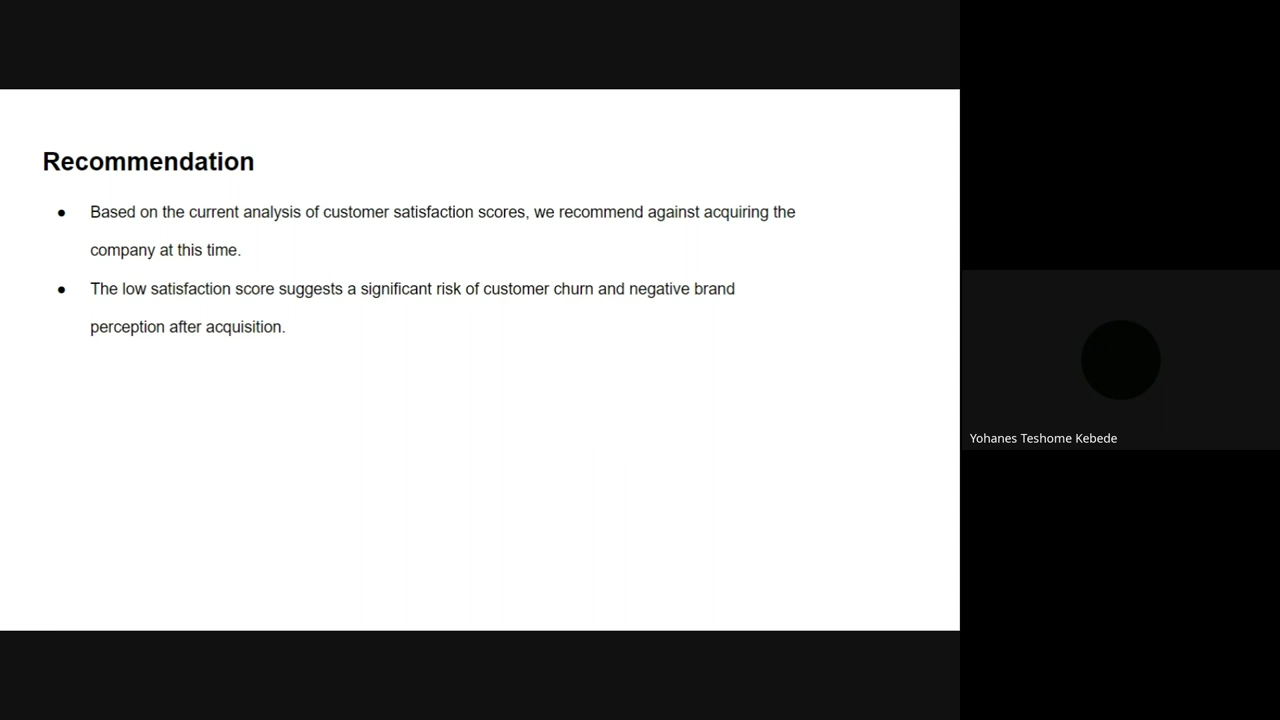 Recommendation
● Based on the current analysis of customer satisfaction scores, we recommend against acquiring the
company at this time.
● The low satisfaction score suggests a significant risk of customer churn and negative brand
perception after acquisition.
Yohanes Teshome Kebede